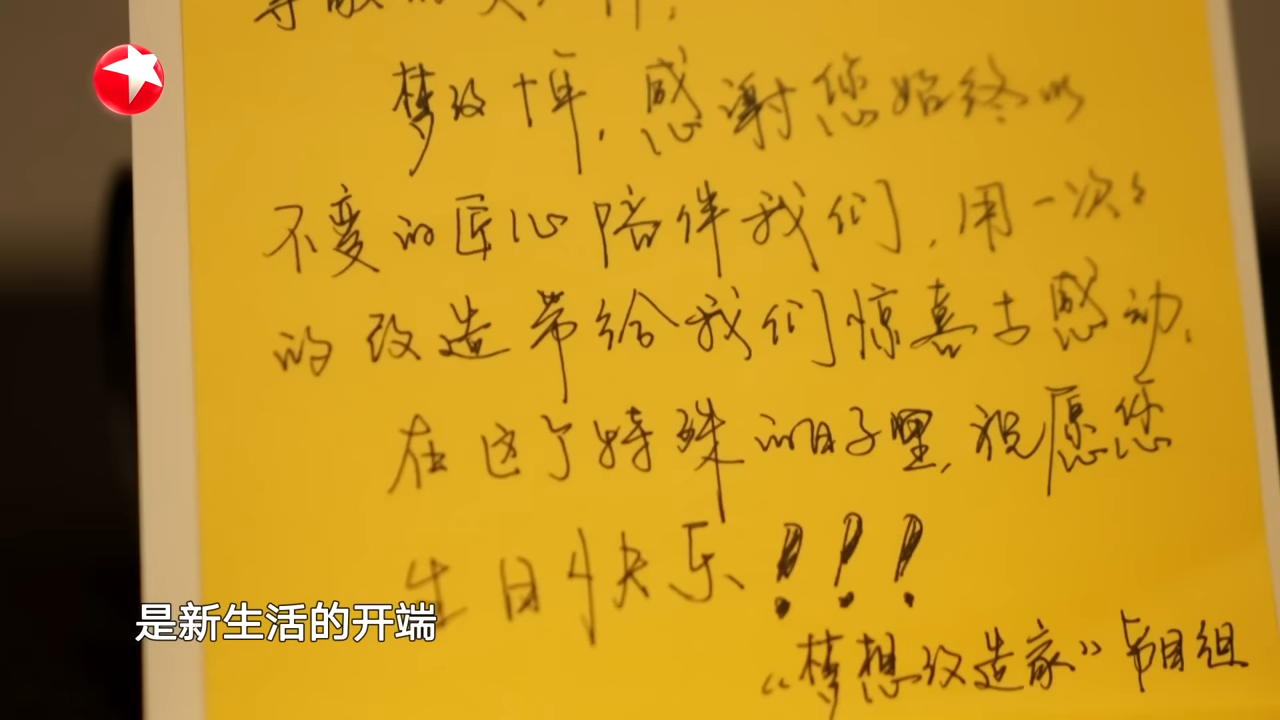 尊敬的
梦改十年，感谢您始终以
不变的匠心陪伴我们，用一次次
的改造带给我们惊喜与感动。
在这个特殊的日子里，祝愿您
生日快乐！！！
是新生活的开端
“梦想改造家”节目组